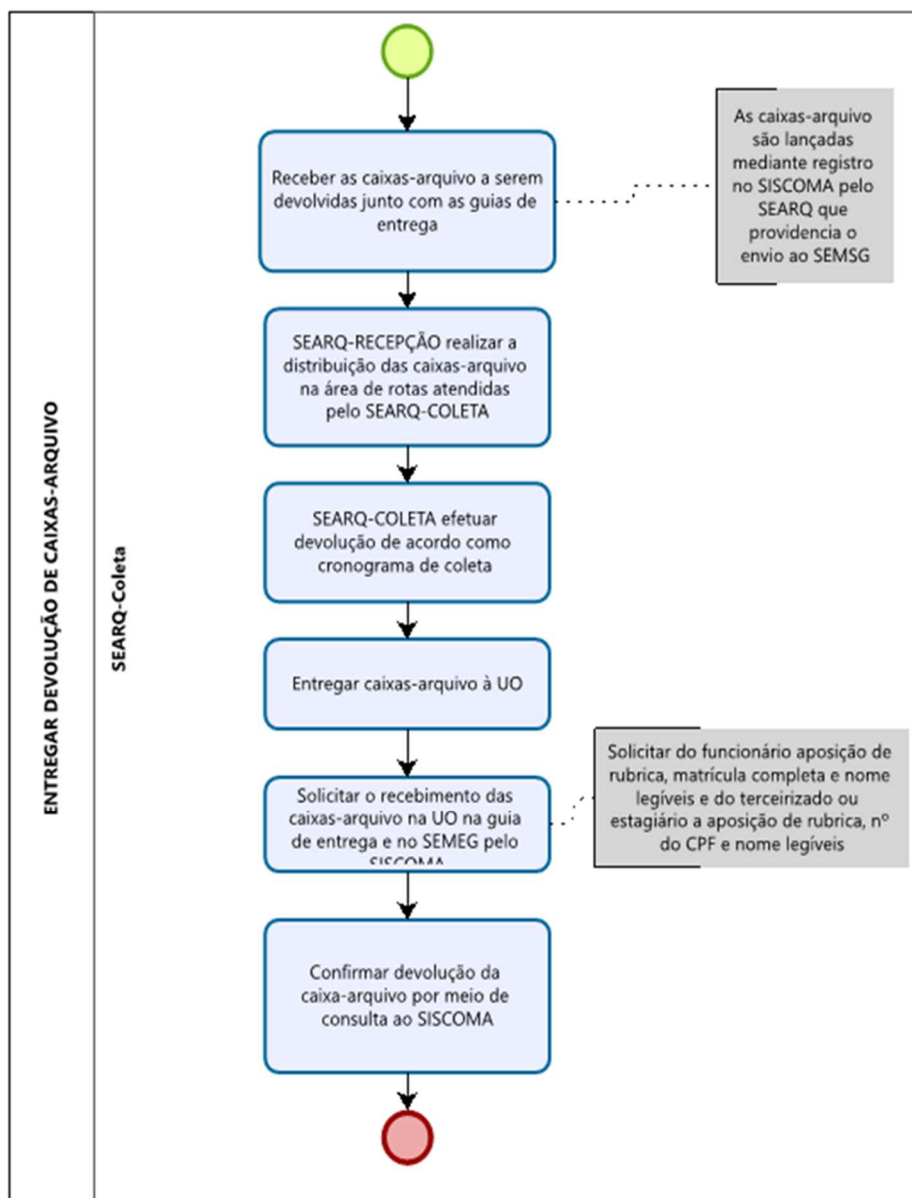 ENTREGAR DEVOLUÇÃO DE CAIXAS-ARQUIVO
SEARQ-Coleta
Receber as caixas-arquivo a serem
devolvidas junto com as guias de
entrega
As caixas-arquivo
são lançadas
mediante registro
no SISCOMA pelo
SEARQ que
providencia o
envio ao SEMSG
SEARQ-RECEPÇÃO realizar a
distribuição das caixas-arquivo
na área de rotas atendidas
pelo SEARQ-COLETA
SEARQ-COLETA efetuar
devolução de acordo como
cronograma de coleta
Entregar caixas-arquivo à UO
Solicitar o recebimento das
caixas-arquivo na UO na guia
de entrega e no SEMEG pelo
SISCOMA
Solicitar do funcionário aposição de
rubrica, matrícula completa e nome
legíveis e do terceirizado ou
estagiário a aposição de rubrica, nº
do CPF e nome legíveis
Confirmar devolução da
caixa-arquivo por meio de
consulta ao SISCOMA